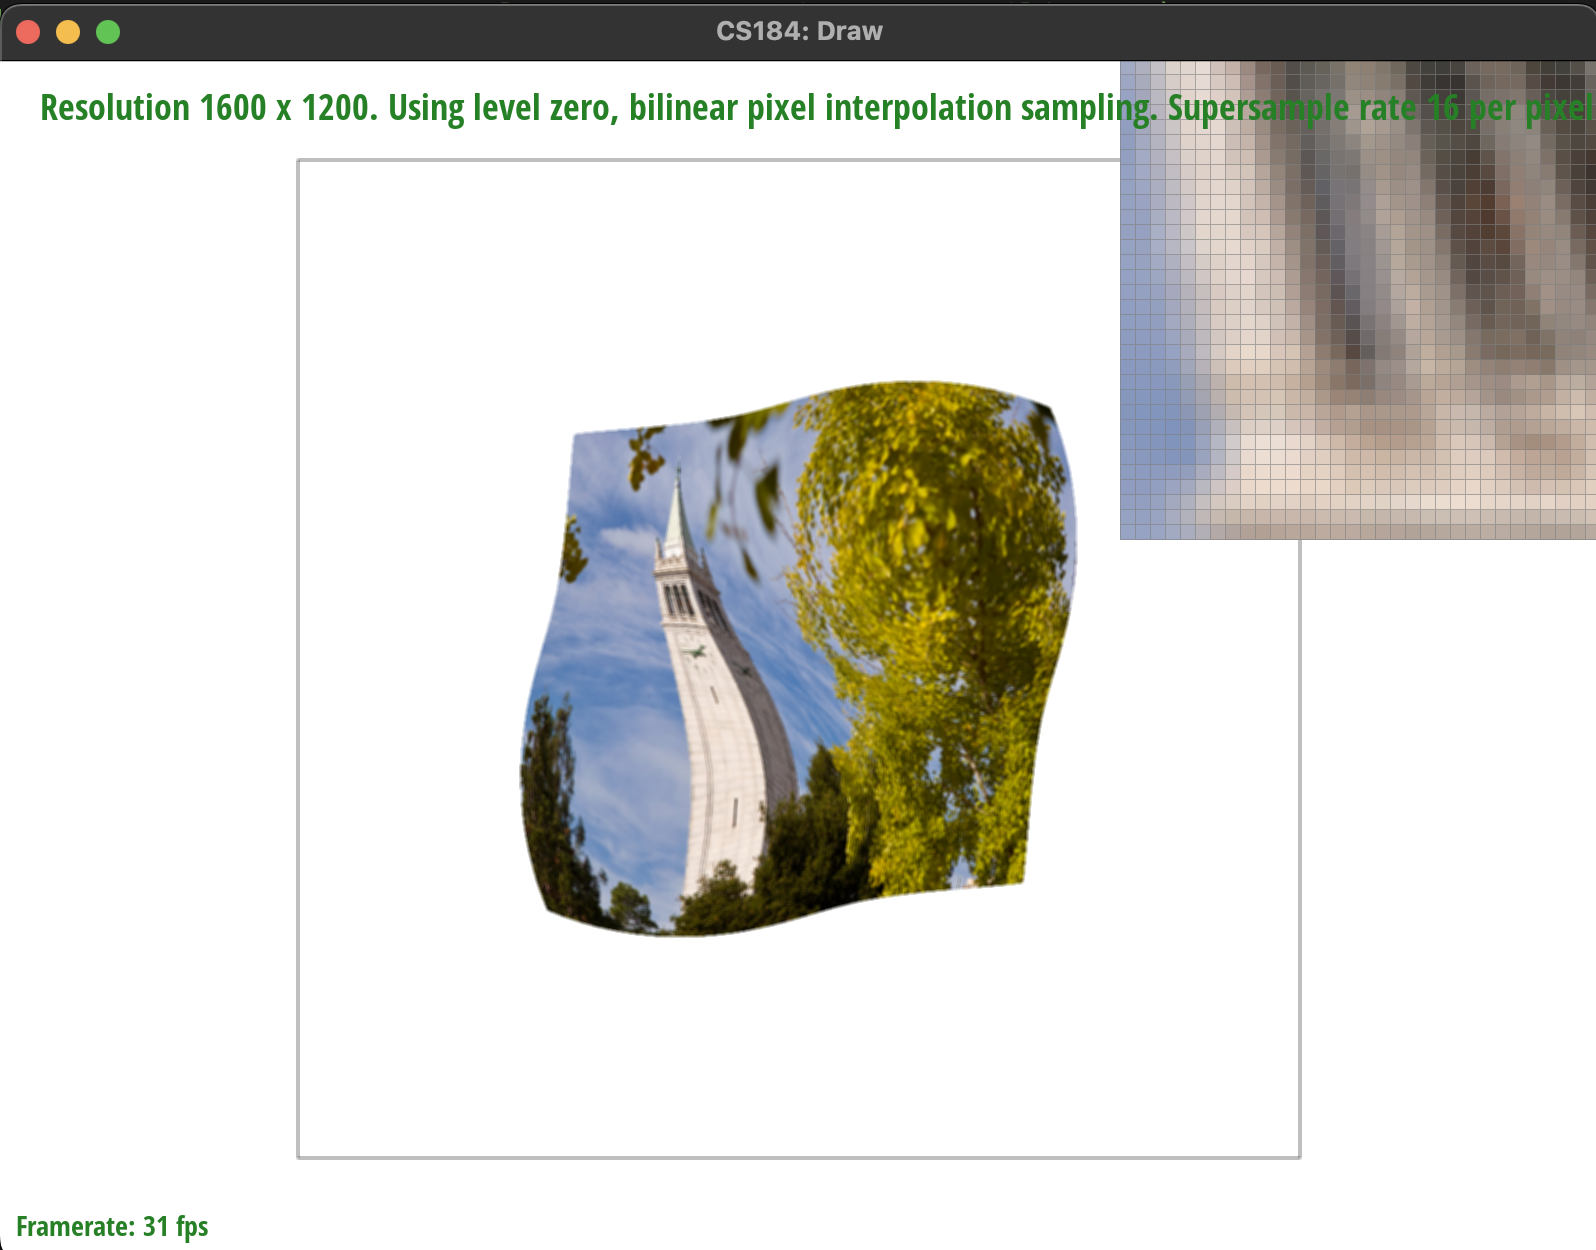 CS184: Draw
Resolution 1600 x 1200. Using level zero, bilinear pixel interpolation sampling. Supersample rate 16 per pixel
Framerate: 31 fps